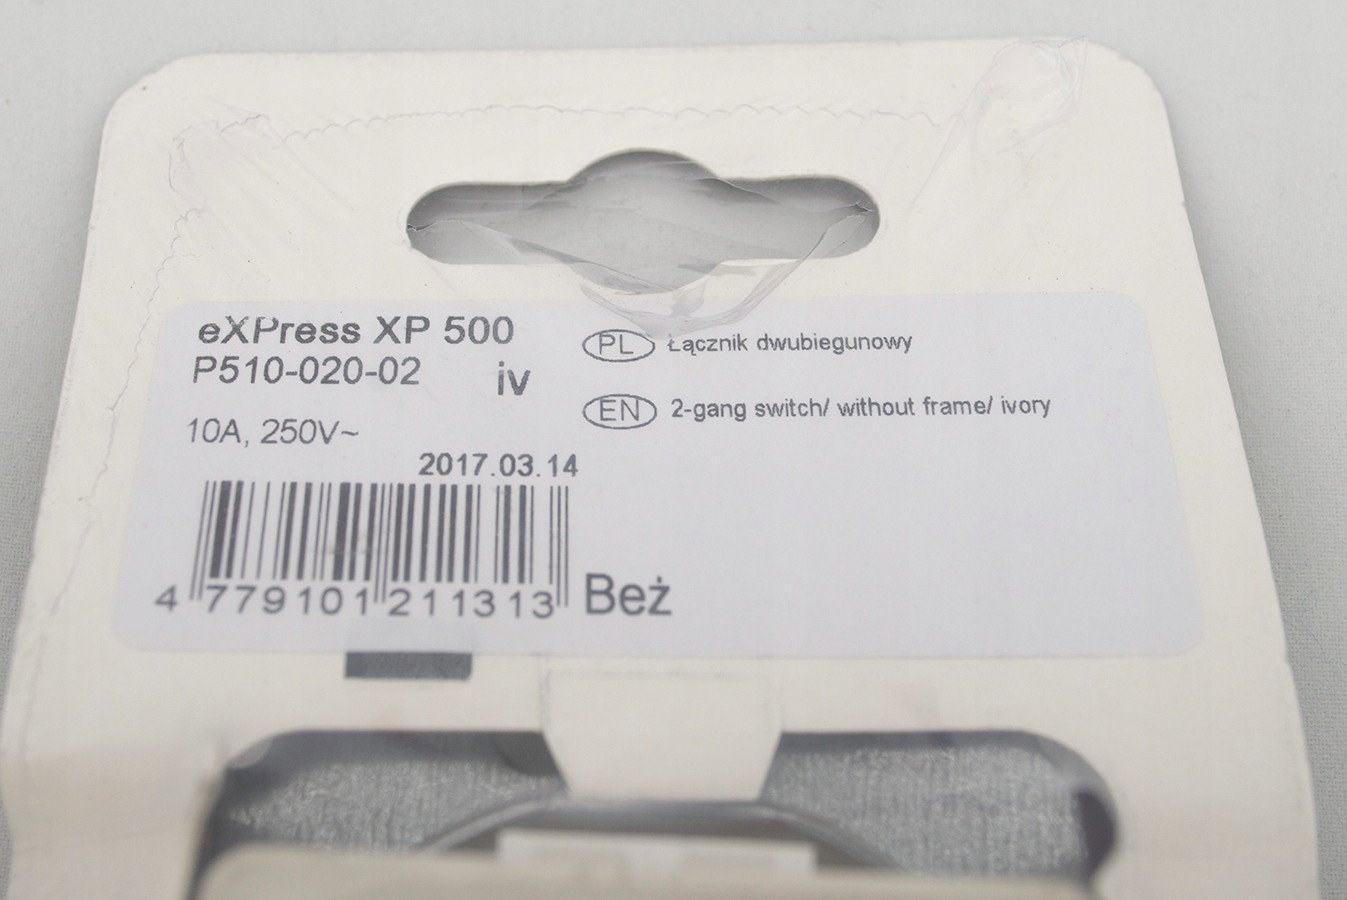 eXPress XP 500
P510-020-02 iv
10A, 250V~
2017.03.14
4 779101 211313
Beż
PL Łącznik dwubiegunowy
EN 2-gang switch/ without frame/ ivory